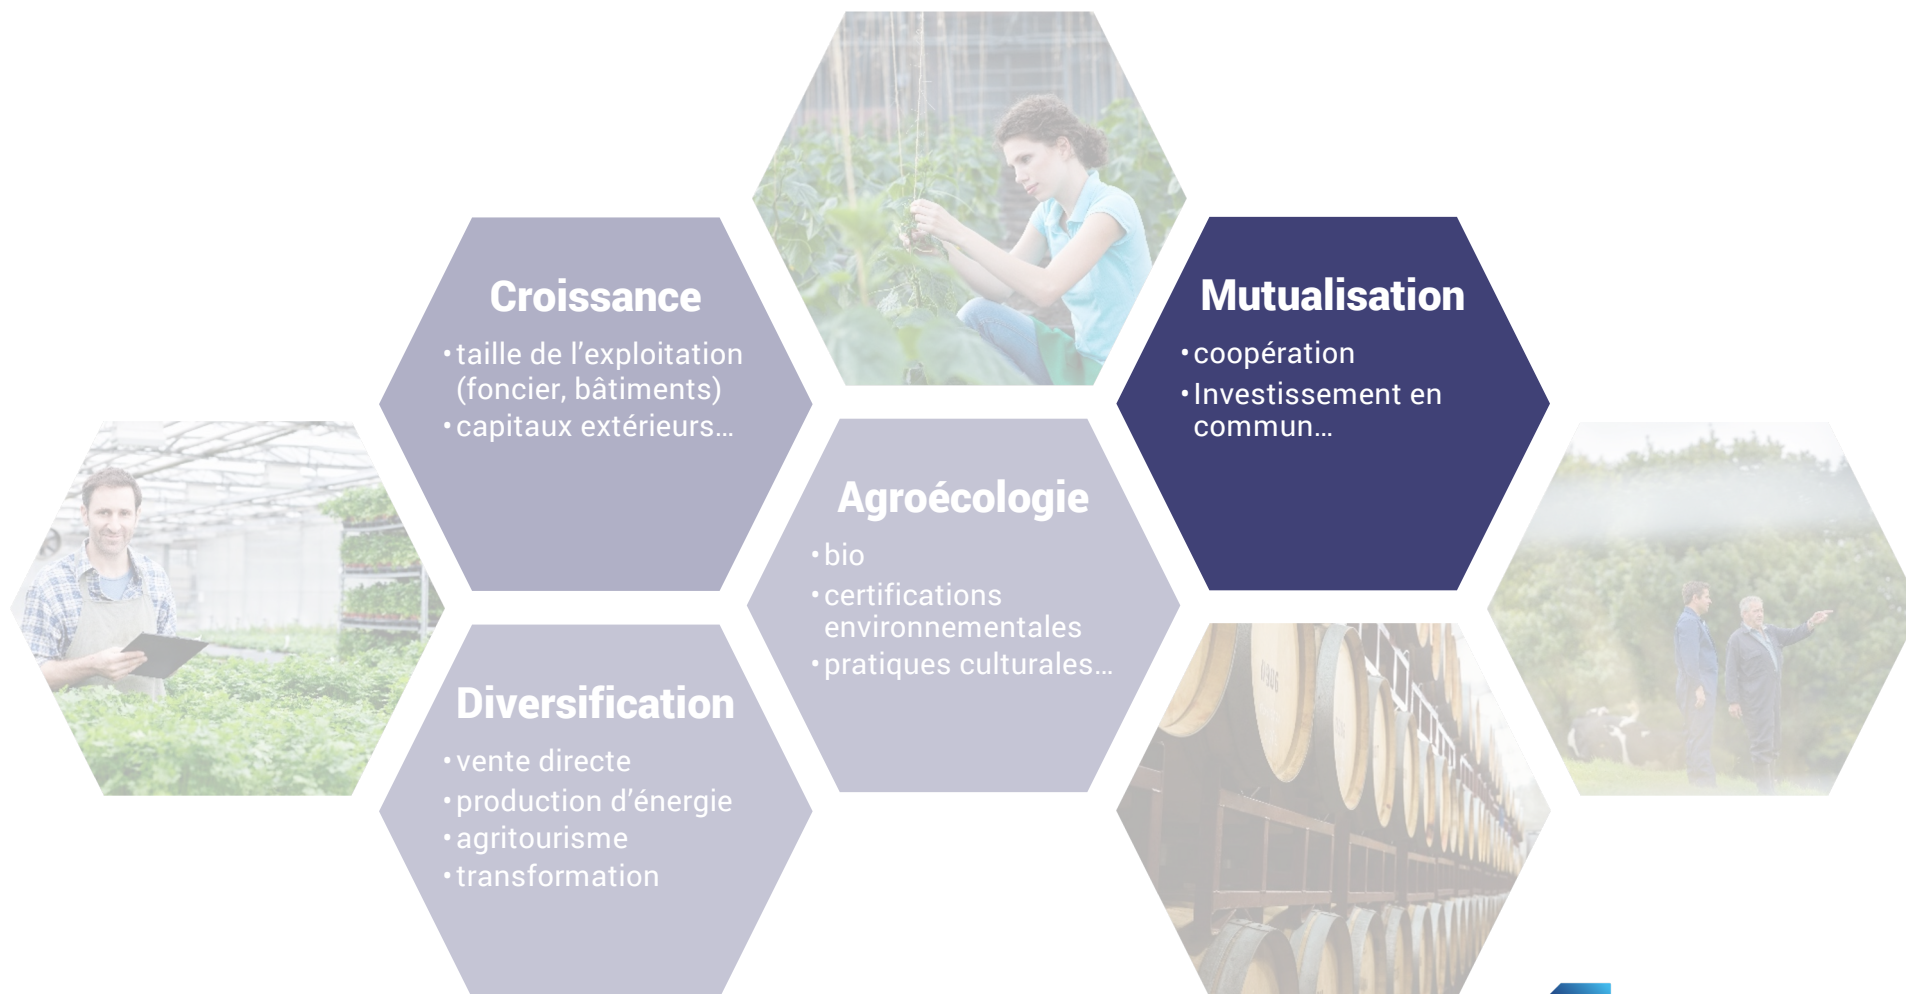 Croissance
•taille de l’exploitation
(foncier, bâtiments)
•capitaux extérieurs…
Mutualisation
•coopération
•Investissement en
commun…
Agroécologie
•bio
•certifications
environnementales
•pratiques culturales…
Diversification
•vente directe
•production d’énergie
•agritourisme
•transformation